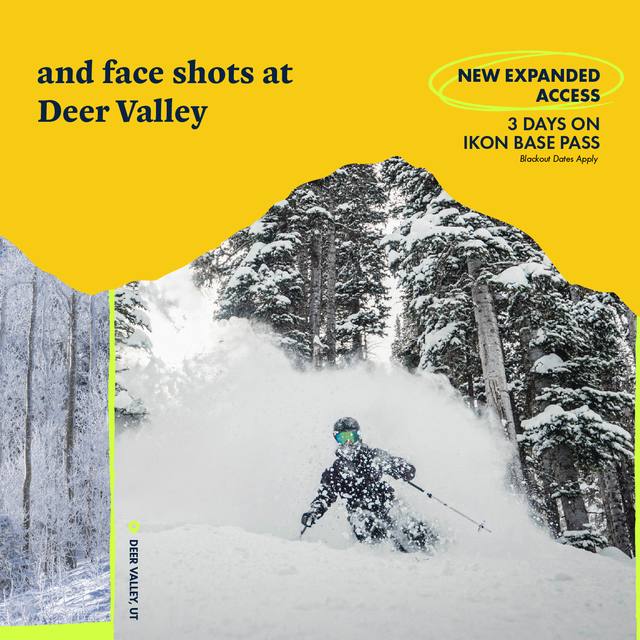 and face shots at
Deer Valley
NEW EXPANDED
ACCESS
3 DAYS ON
IKON BASE PASS
Blackout Dates Apply
DEER VALLEY, UT